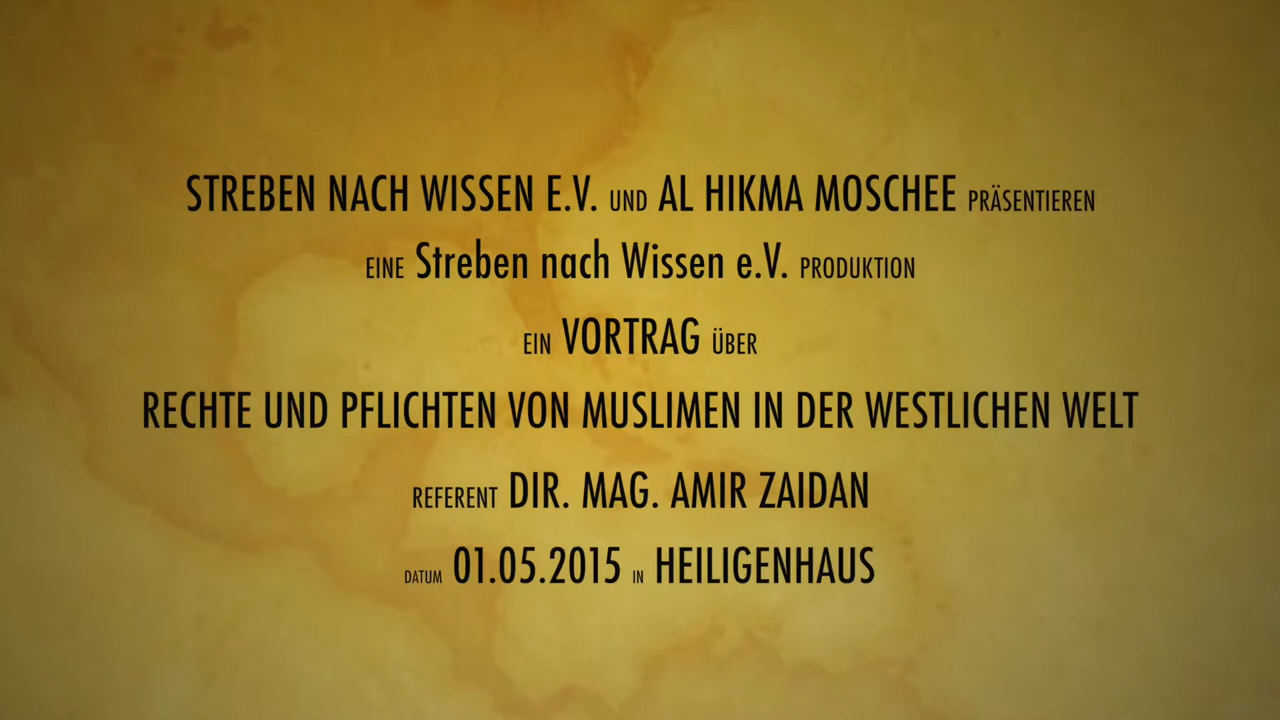 STREBEN NACH WISSEN E.V. UND AL HIKMA MOSCHEE PRÄSENTIEREN
EINE Streben nach Wissen e.V. PRODUKTION
EIN VORTRAG ÜBER
RECHTE UND PFLICHTEN VON MUSLIMEN IN DER WESTLICHEN WELT
REFERENT DIR. MAG. AMIR ZAIDAN
DATUM 01.05.2015 IN HEILIGENHAUS